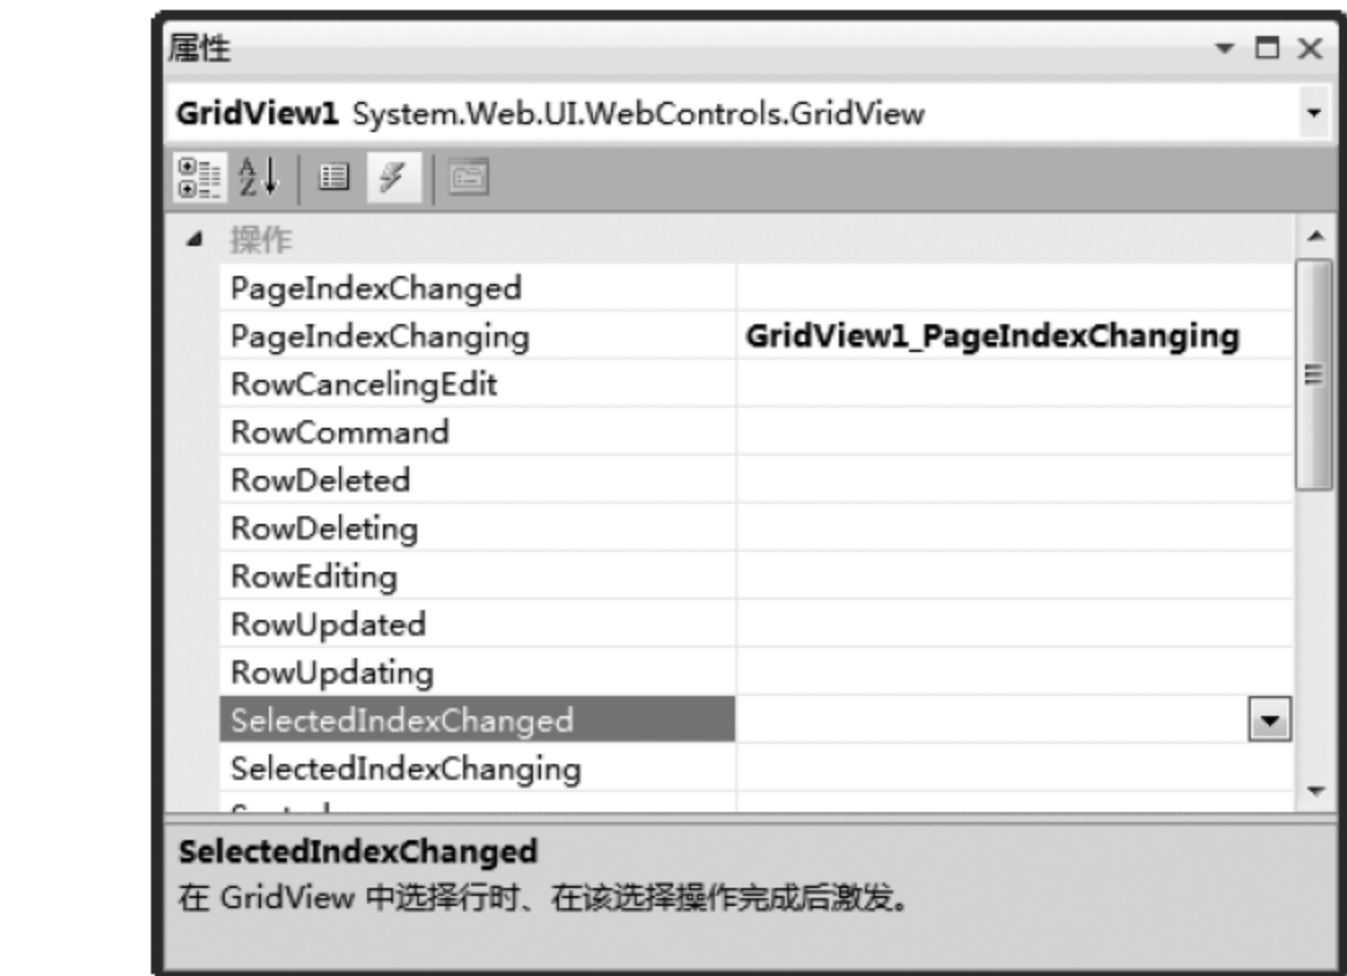 属性
GridView1 System.Web.UI.WebControls.GridView
操作
PageIndexChanged
PageIndexChanging GridView1_PageIndexChanging
RowCancelingEdit
RowCommand
RowDeleted
RowDeleting
RowEditing
RowUpdated
RowUpdating
SelectedIndexChanged
SelectedIndexChanging
SelectedIndexChanged
在 GridView 中选择行时、在该选择操作完成后激发。